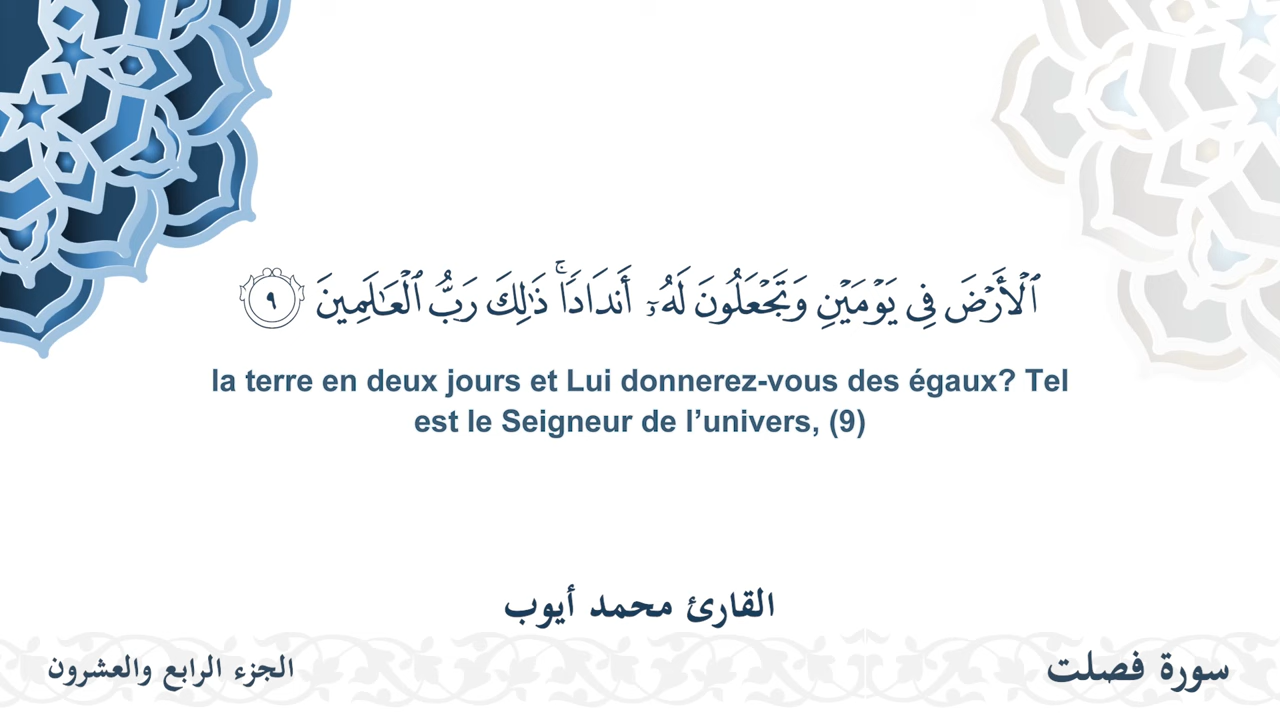 ٱلْأَرْضَ فِى يَوْمَيْنِ وَتَجْعَلُونَ لَهُۥٓ أَندَادًا ۚ ذَٰلِكَ رَبُّ ٱلْعَٰلَمِينَ ٩
la terre en deux jours et Lui donnerez-vous des égaux? Tel
est le Seigneur de l’univers, (9)
القارئ محمد أيوب
سورة فصلت
الجزء الرابع والعشرون